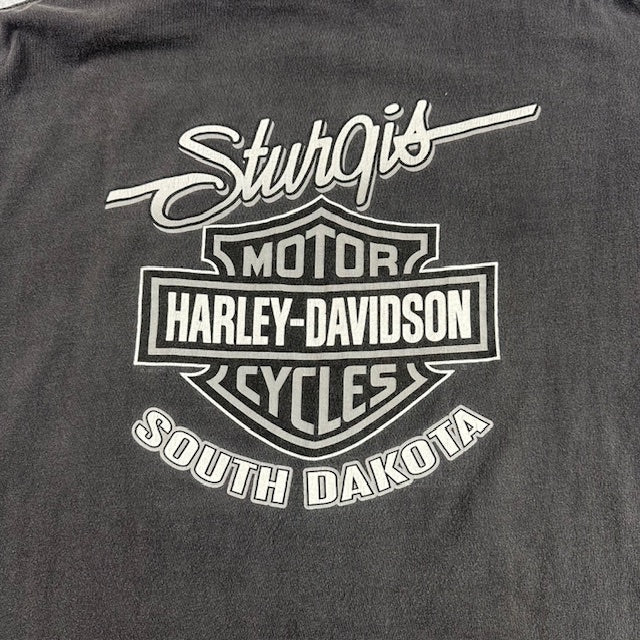 Sturgis
MOTOR
HARLEY-DAVIDSON
CYCLES
SOUTH DAKOTA